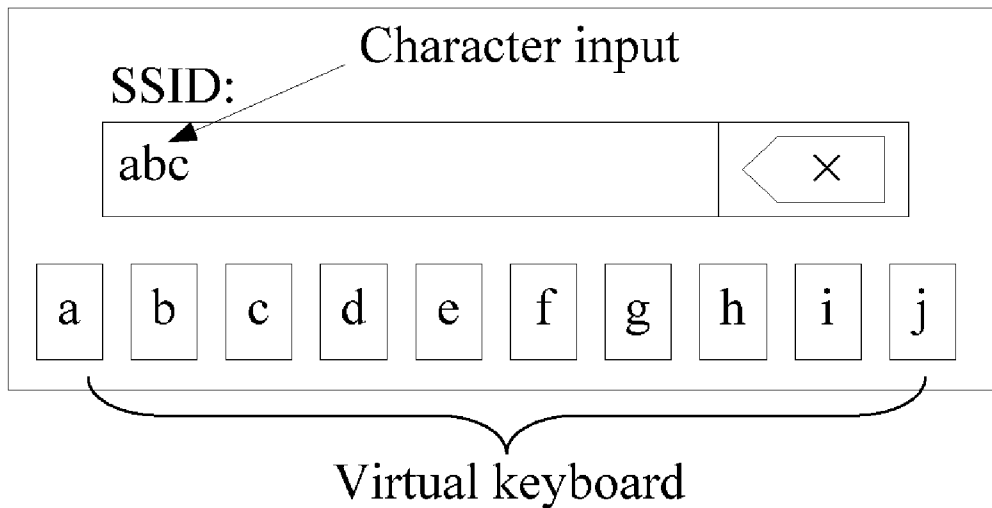 Character input
SSID:
abc ×
a b c d e f g h i j
Virtual keyboard